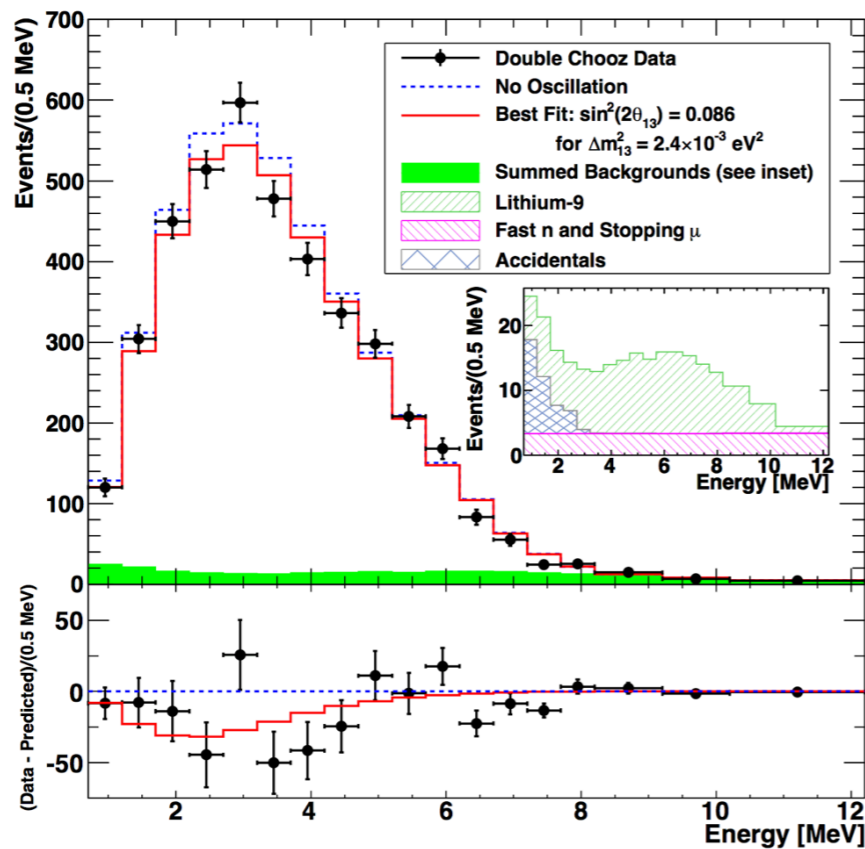 700
600
500
400
300
200
100
0
Events/(0.5 MeV)
Double Chooz Data
No Oscillation
Best Fit: sin²(2θ₁₃) = 0.086
for Δm²₁₃ = 2.4×10⁻³ eV²
Summed Backgrounds (see inset)
Lithium-9
Fast n and Stopping μ
Accidentals
Events/(0.5 MeV)
20
10
0
2 4 6 8 10 12
Energy [MeV]
(Data - Predicted)/(0.5 MeV)
50
0
-50
2 4 6 8 10 12
Energy [MeV]